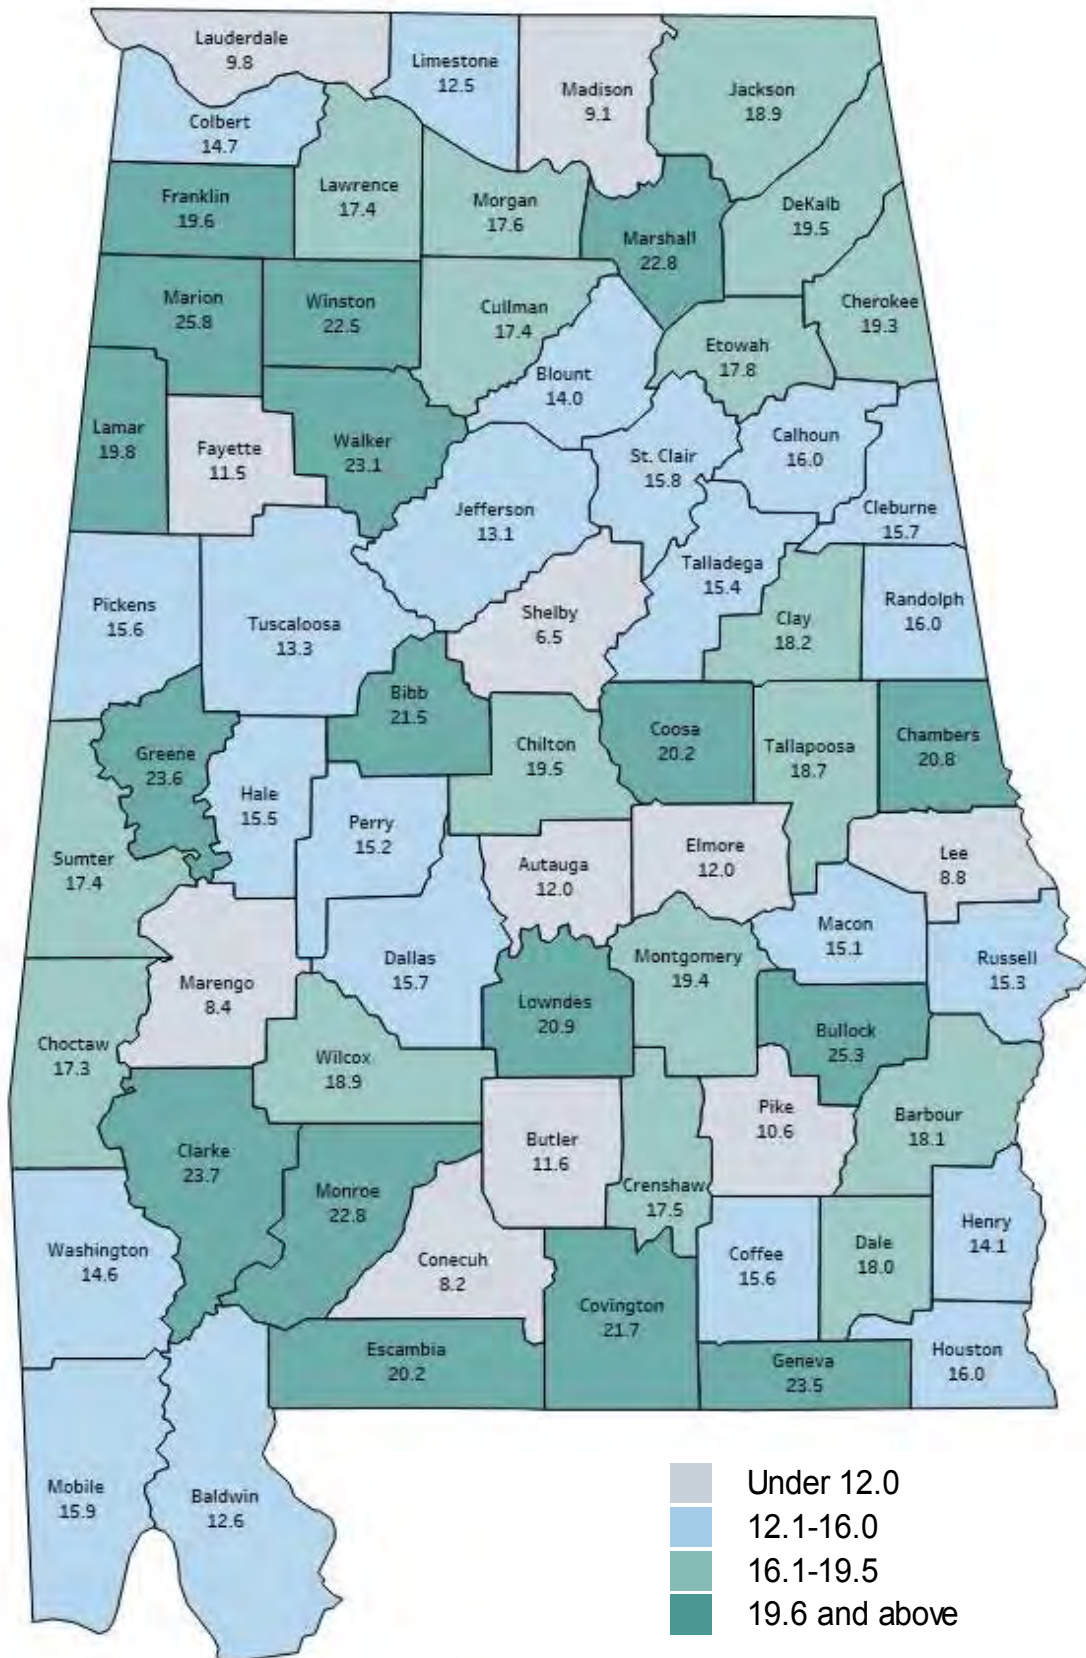 Lauderdale
9.8
Limestone
12.5
Madison
9.1
Jackson
18.9
Colbert
14.7
Lawrence
17.4
Morgan
17.6
DeKalb
19.5
Franklin
19.6
Marshall
22.8
Marion
25.8
Winston
22.5
Cullman
17.4
Cherokee
19.3
Etowah
17.8
Blount
14.0
Lamar
19.8
Fayette
11.5
Walker
23.1
Calhoun
16.0
St. Clair
15.8
Jefferson
13.1
Cleburne
15.7
Talladega
15.4
Pickens
15.6
Tuscaloosa
13.3
Shelby
6.5
Clay
18.2
Randolph
16.0
Bibb
21.5
Greene
23.6
Chilton
19.5
Coosa
20.2
Tallapoosa
18.7
Chambers
20.8
Hale
15.5
Perry
15.2
Sumter
17.4
Autauga
12.0
Elmore
12.0
Lee
8.8
Macon
15.1
Russell
15.3
Marengo
8.4
Dallas
15.7
Montgomery
19.4
Lowndes
20.9
Bullock
25.3
Choctaw
17.3
Wilcox
18.9
Pike
10.6
Barbour
18.1
Clarke
23.7
Butler
11.6
Monroe
22.8
Crenshaw
17.5
Washington
14.6
Conecuh
8.2
Coffee
15.6
Dale
18.0
Henry
14.1
Covington
21.7
Escambia
20.2
Geneva
23.5
Houston
16.0
Mobile
15.9
Baldwin
12.6
Under 12.0
12.1-16.0
16.1-19.5
19.6 and above